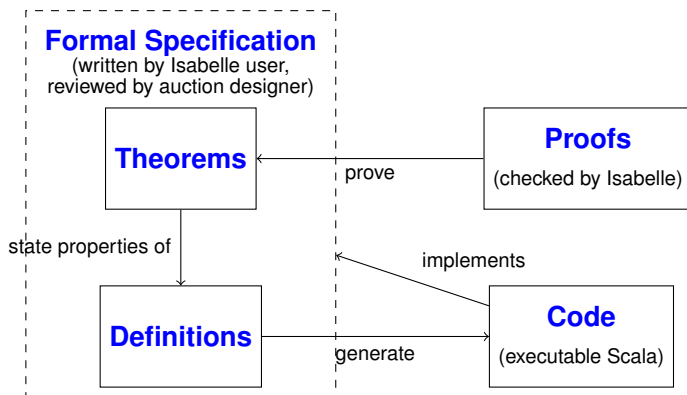 Formal Specification
(written by Isabelle user,
reviewed by auction designer)
Theorems
Proofs
(checked by Isabelle)
prove
state properties of
implements
Definitions
Code
(executable Scala)
generate